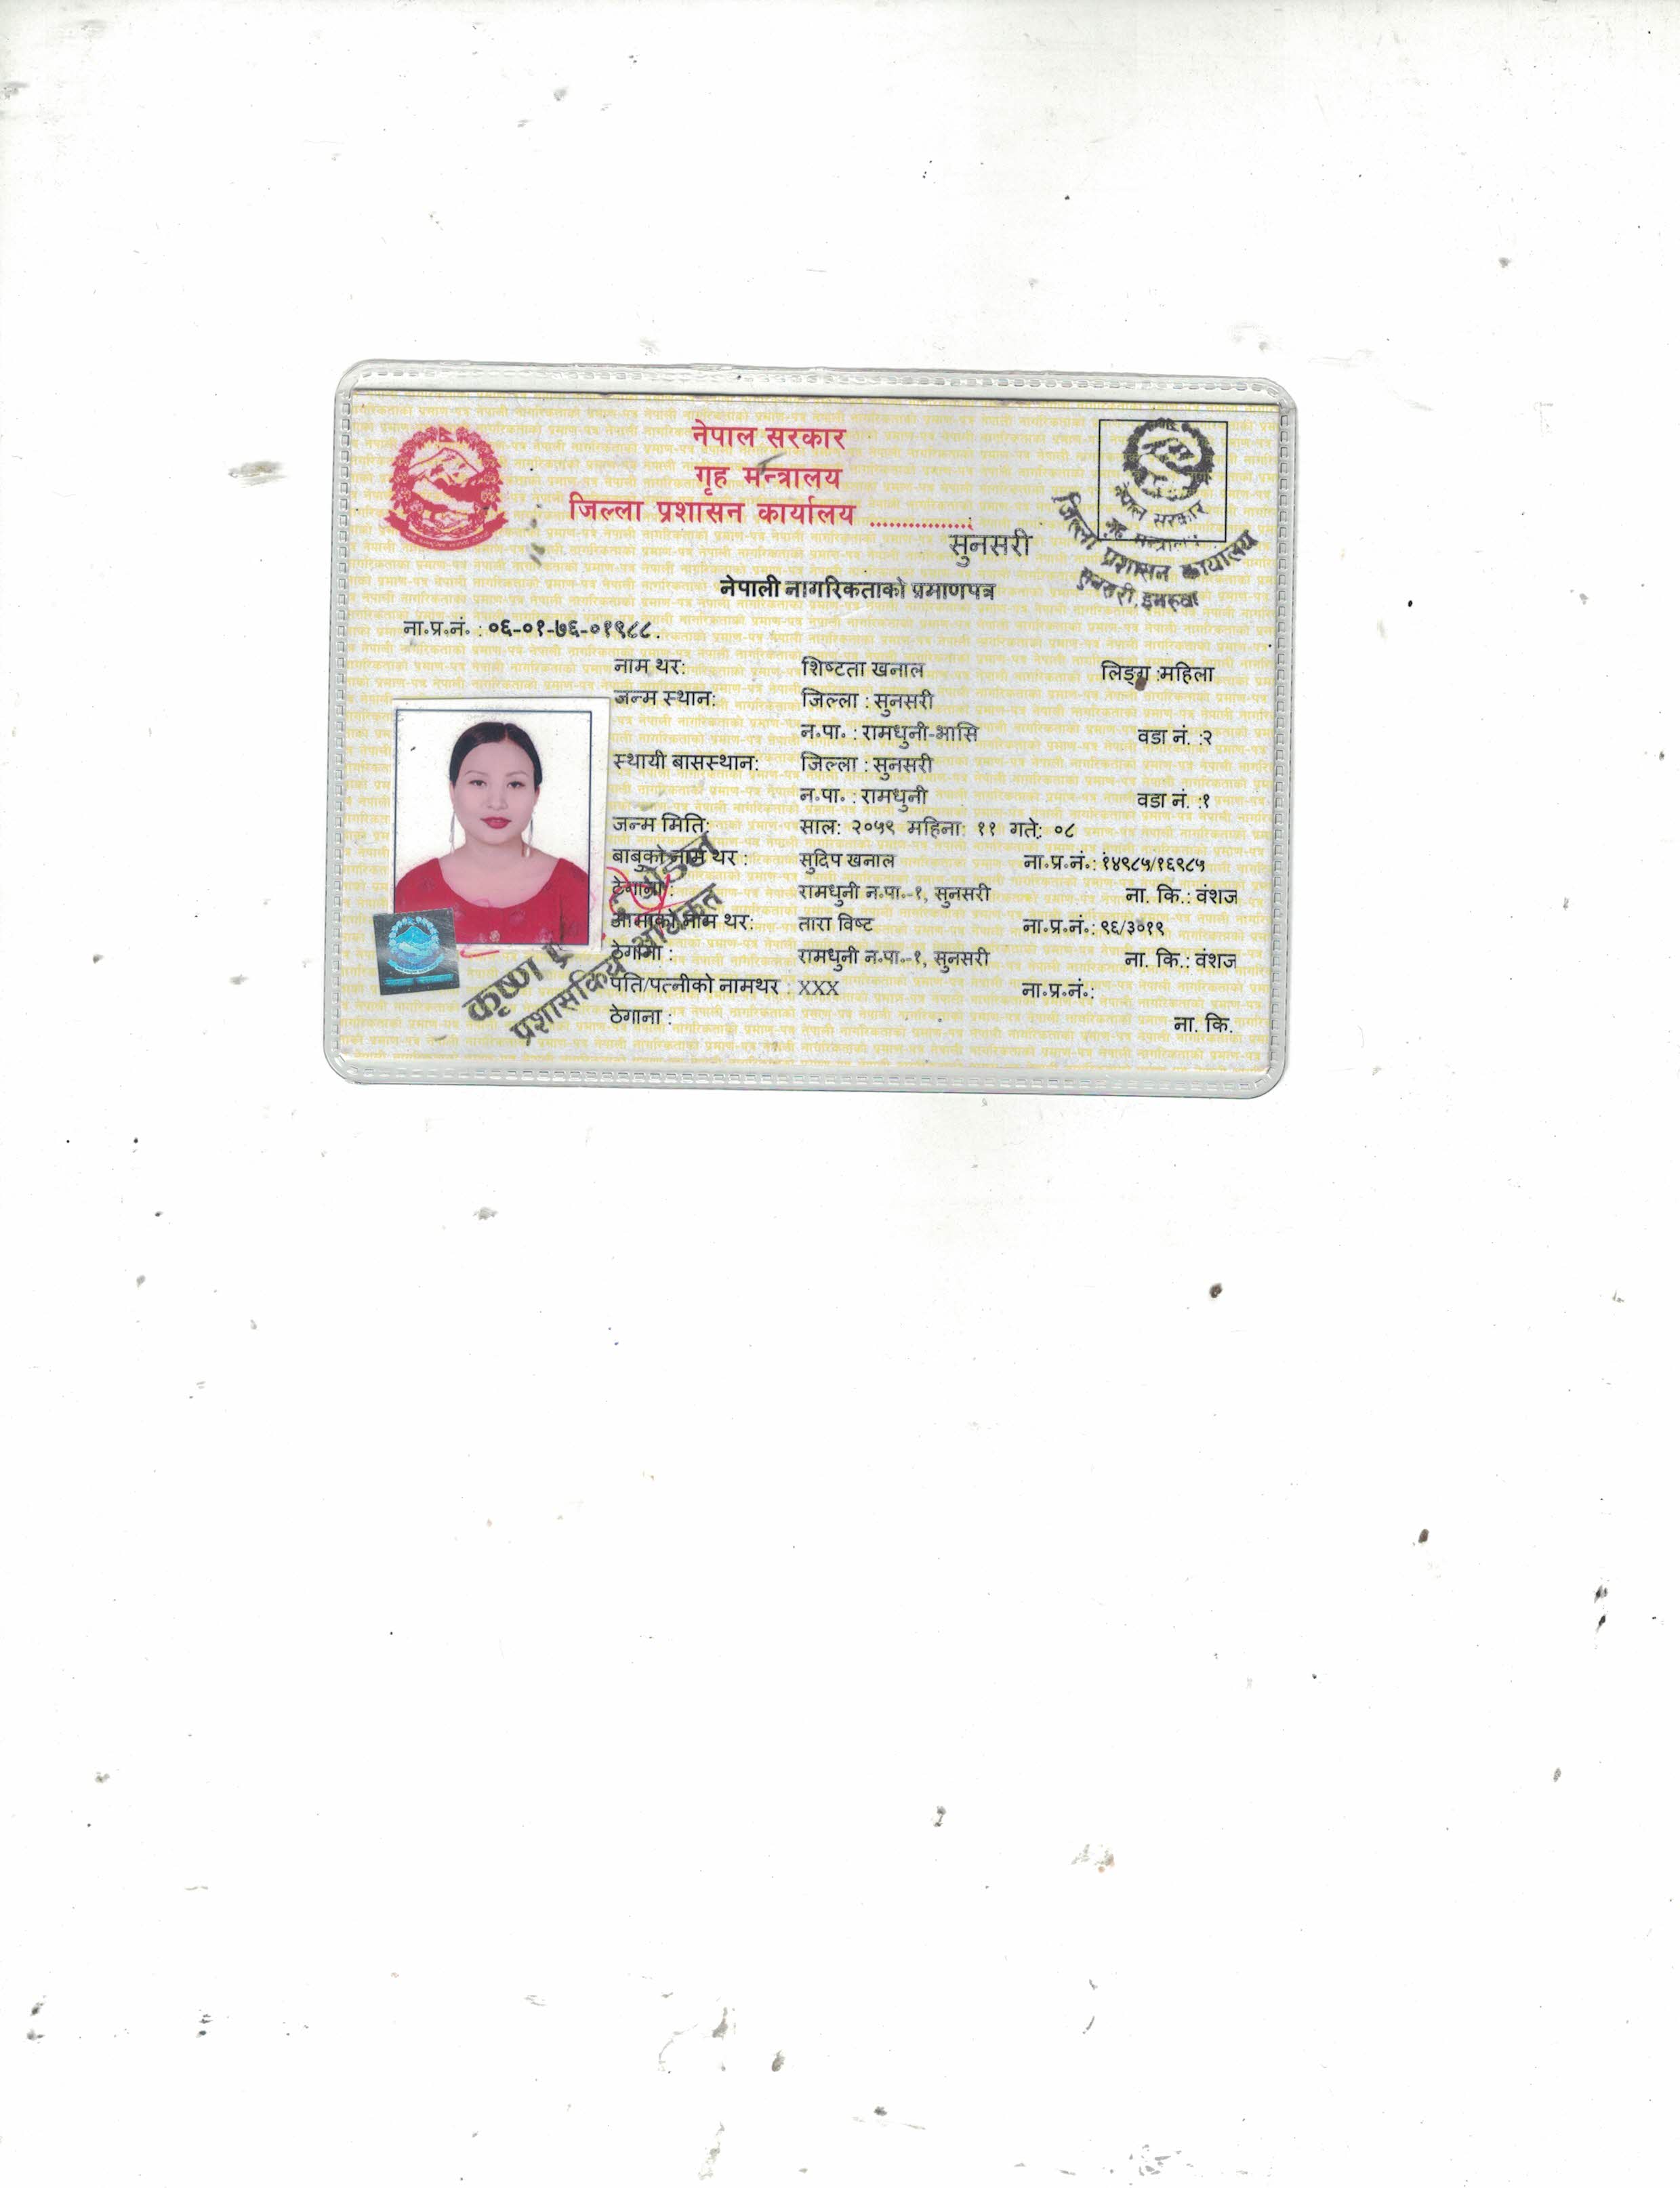 नेपाल सरकार
गृह मन्त्रालय
जिल्ला प्रशासन कार्यालय ................
सुनसरी
नेपाल सरकार
गृह मन्त्रालय
जिल्ला प्रशासन कार्यालय
सुनसरी, इनरुवा
नेपाली नागरिकताको प्रमाणपत्र
ना॰प्र॰नं॰ : ०६-०१-७६-०१९८८.
नाम थर: शिष्टता खनाल लिङ्ग :महिला
जन्म स्थान: जिल्ला : सुनसरी
न॰पा॰ : रामधुनी-भासि वडा नं. :२
स्थायी बासस्थान: जिल्ला : सुनसरी
न॰पा॰ : रामधुनी वडा नं. :१
जन्म मिति: साल: २०५९ महिना: ११ गते: ०८
बाबुको नाम थर : सुदिप खनाल ना॰प्र॰नं॰: १४९८५/१६९८५
ठेगाना : रामधुनी न॰पा॰-१, सुनसरी ना. कि.: वंशज
आमाको नाम थर: तारा विष्ट ना॰प्र॰नं॰: ९६/३०१९
ठेगाना : रामधुनी न॰पा॰-१, सुनसरी ना. कि.: वंशज
पति/पत्नीको नामथर : XXX ना॰प्र॰नं॰:
ठेगाना : ना. कि.
कृष्ण
प्रशासकिय अधिकृत